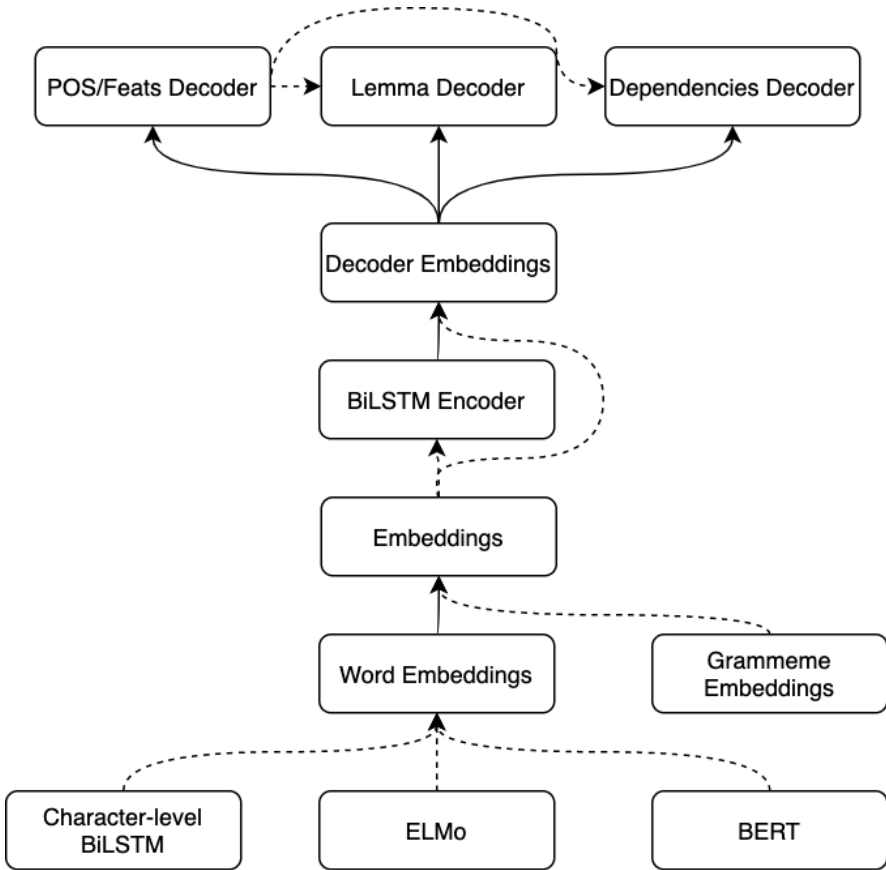 POS/Feats Decoder
Lemma Decoder
Dependencies Decoder
Decoder Embeddings
BiLSTM Encoder
Embeddings
Word Embeddings
Grammeme
Embeddings
Character-level
BiLSTM
ELMo
BERT